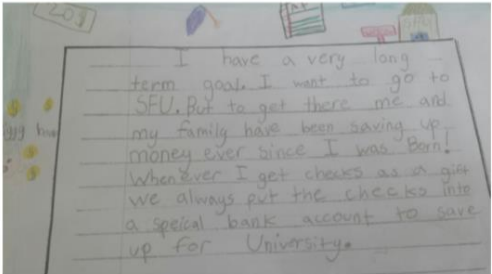 I have a very long
term goal. I want to go to
SFU. But to get there me and
my family have been saving up
money ever since I was Born!
Whenever I get checks as a gift
we always put the checks into
a speical bank account to save
up for University.